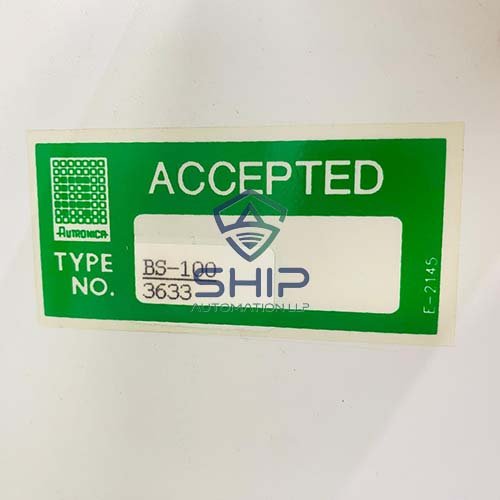 ACCEPTED
AUTRONICA
TYPE
NO.
BS-100
3633
E-2145
SHIP
AUTOMATION LLP